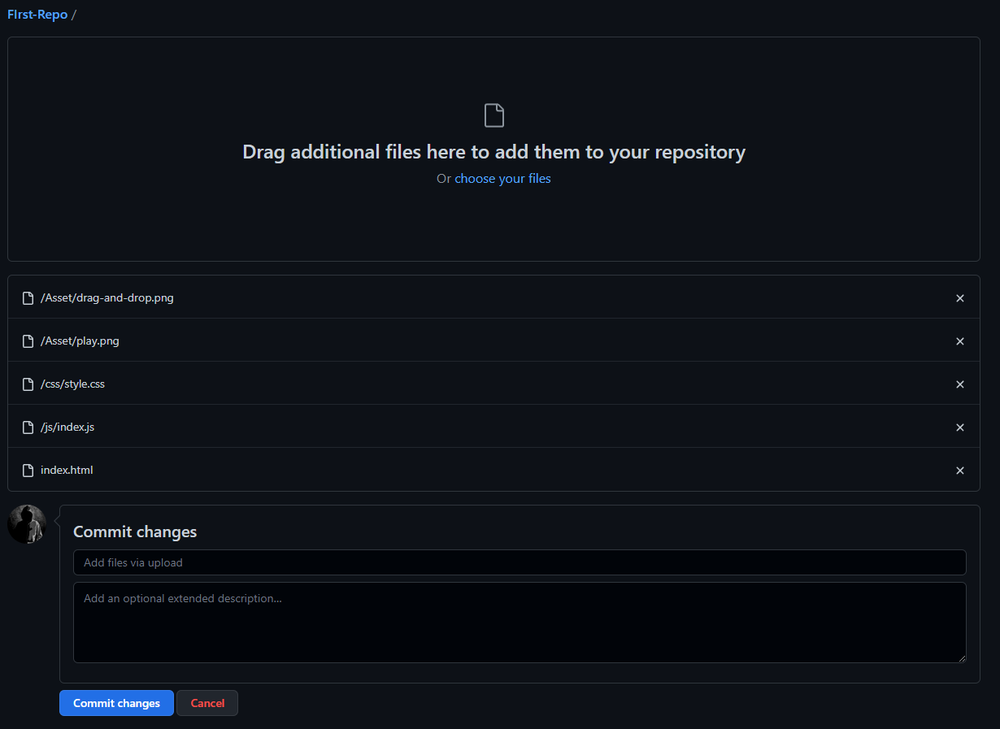 FIrst-Repo /
Drag additional files here to add them to your repository
Or choose your files
/Asset/drag-and-drop.png
/Asset/play.png
/css/style.css
/js/index.js
index.html
Commit changes
Add files via upload
Add an optional extended description...
Commit changes
Cancel